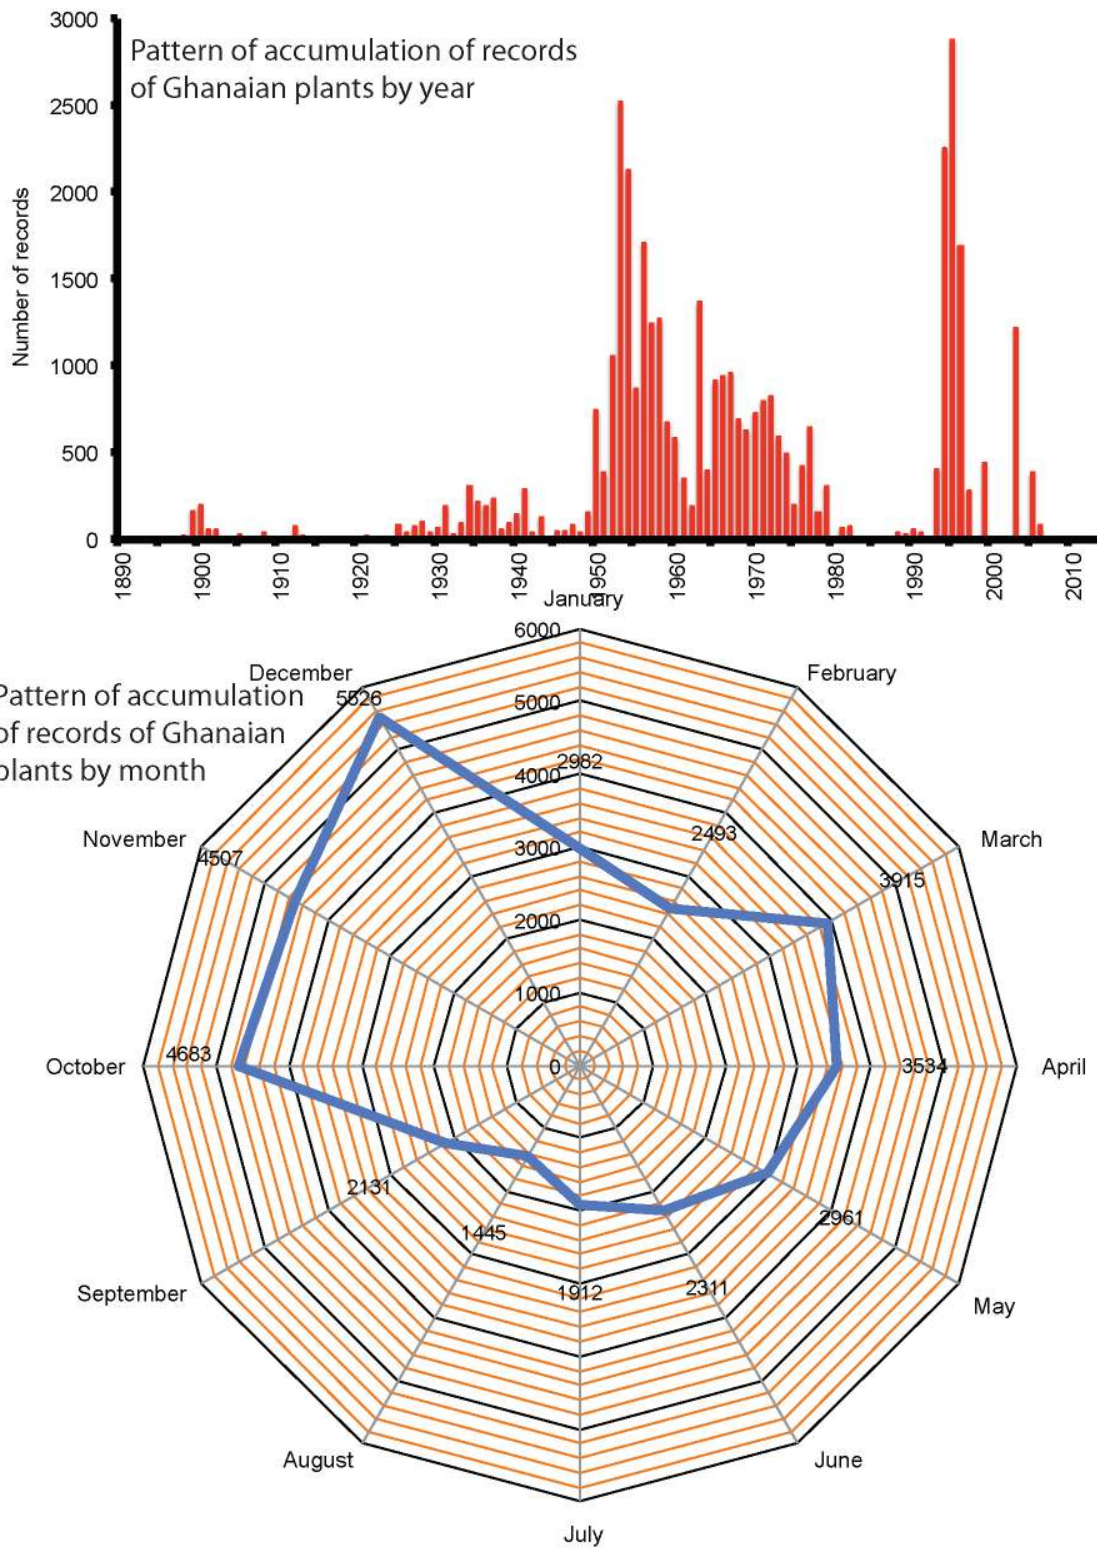 3000
Pattern of accumulation of records
of Ghanaian plants by year
2500
2000
1500
1000
500
0
Number of records
1890 1900 1910 1920 1930 1940 1950 1960 1970 1980 1990 2000 2010
January
6000
December
February
Pattern of accumulation
of records of Ghanaian
plants by month
5526
5000
2982
4000
2493
November
March
4507
3915
3000
2000
1000
October
4683
0
3534
April
2131
2961
1445
2311
1912
September
May
August
June
July